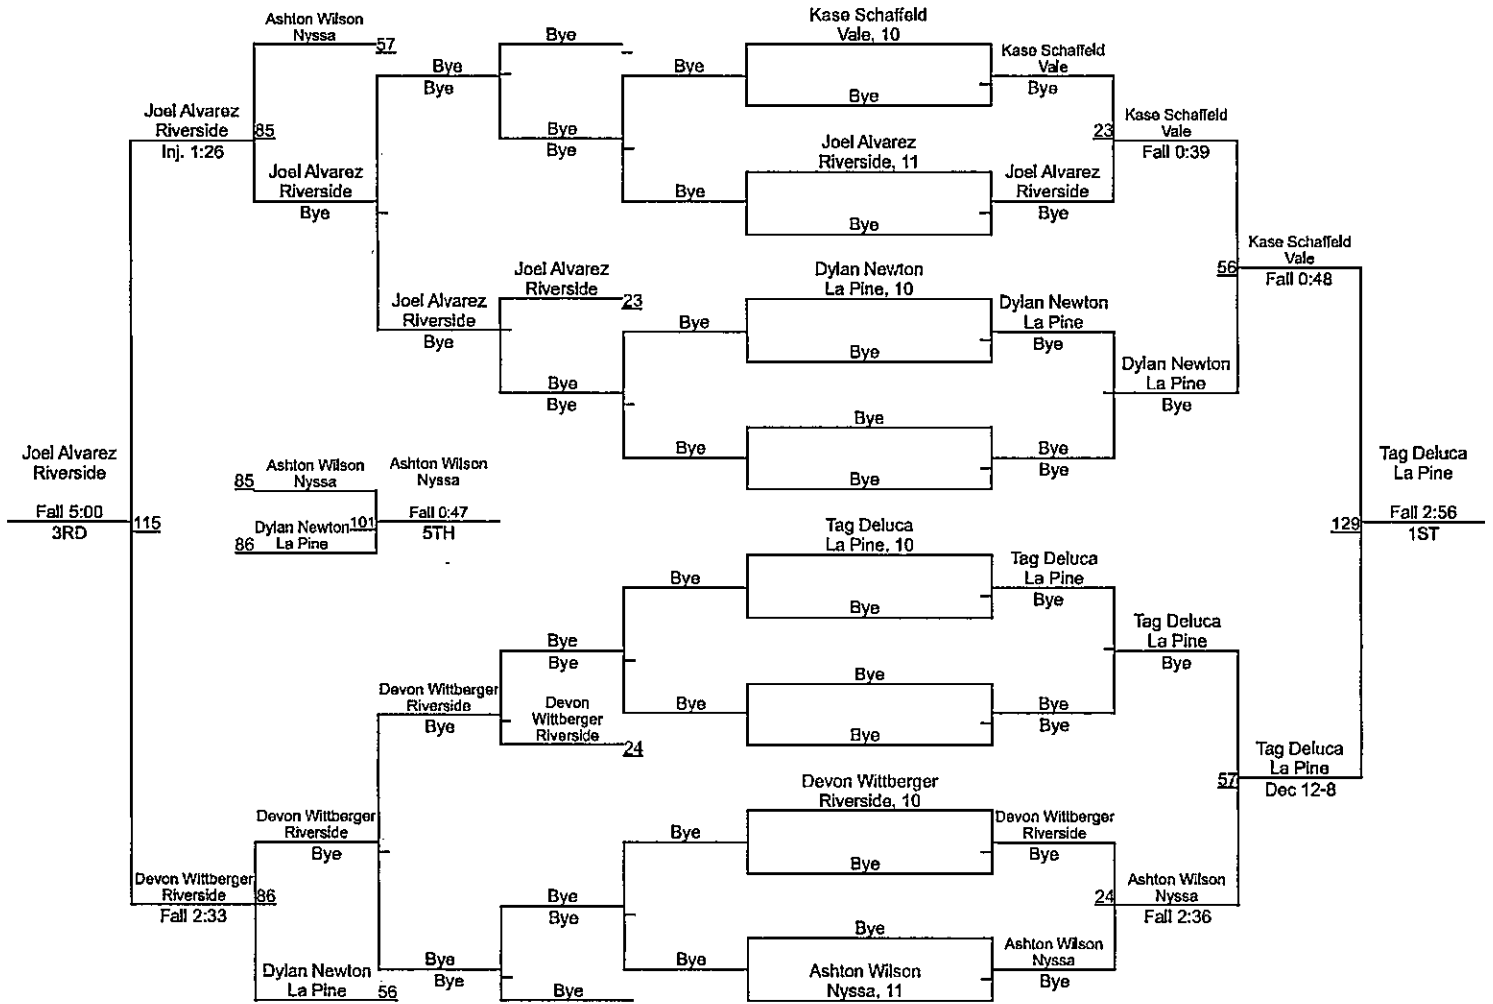 Ashton Wilson
Nyssa
57
Bye
Bye
Bye
Joel Alvarez
Riverside
85
Inj. 1:26
Joel Alvarez
Riverside
Bye
Bye
Bye
Bye
Bye
Kase Schaffeld
Vale, 10
Bye
Joel Alvarez
Riverside, 11
Bye
Kase Schaffeld
Vale
Bye
23
Joel Alvarez
Riverside
Bye
Kase Schaffeld
Vale
Fall 0:39
Joel Alvarez
Riverside
Bye
Joel Alvarez
Riverside
23
Bye
Bye
Bye
Bye
Dylan Newton
La Pine, 10
Bye
Bye
Bye
Dylan Newton
La Pine
Bye
Bye
Bye
Dylan Newton
La Pine
Bye
56
Kase Schaffeld
Vale
Fall 0:48
Joel Alvarez
Riverside
Fall 5:00
3RD
115
85
Ashton Wilson
Nyssa
86
Dylan Newton
La Pine
101
Ashton Wilson
Nyssa
Fall 0:47
5TH
129
Tag Deluca
La Pine
Fall 2:56
1ST
Tag Deluca
La Pine, 10
Bye
Bye
Bye
Bye
Bye
Bye
Bye
Tag Deluca
La Pine
Bye
Bye
Bye
Tag Deluca
La Pine
Bye
Devon Wittberger
Riverside
Bye
Devon
Wittberger
Riverside
24
57
Tag Deluca
La Pine
Dec 12-8
Devon Wittberger
Riverside
Bye
Devon Wittberger
Riverside
86
Fall 2:33
Dylan Newton
La Pine
56
Bye
Bye
Bye
Bye
Bye
Bye
Devon Wittberger
Riverside, 10
Bye
Bye
Ashton Wilson
Nyssa, 11
Devon Wittberger
Riverside
Bye
24
Ashton Wilson
Nyssa
Bye
Ashton Wilson
Nyssa
Fall 2:36